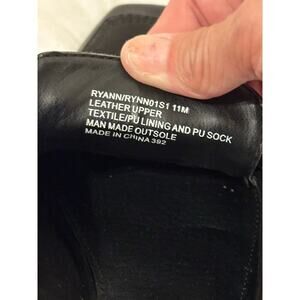 RYANN/RYNN01S1 11M
LEATHER UPPER
TEXTILE/PU LINING AND PU SOCK
MAN MADE OUTSOLE
MADE IN CHINA 392